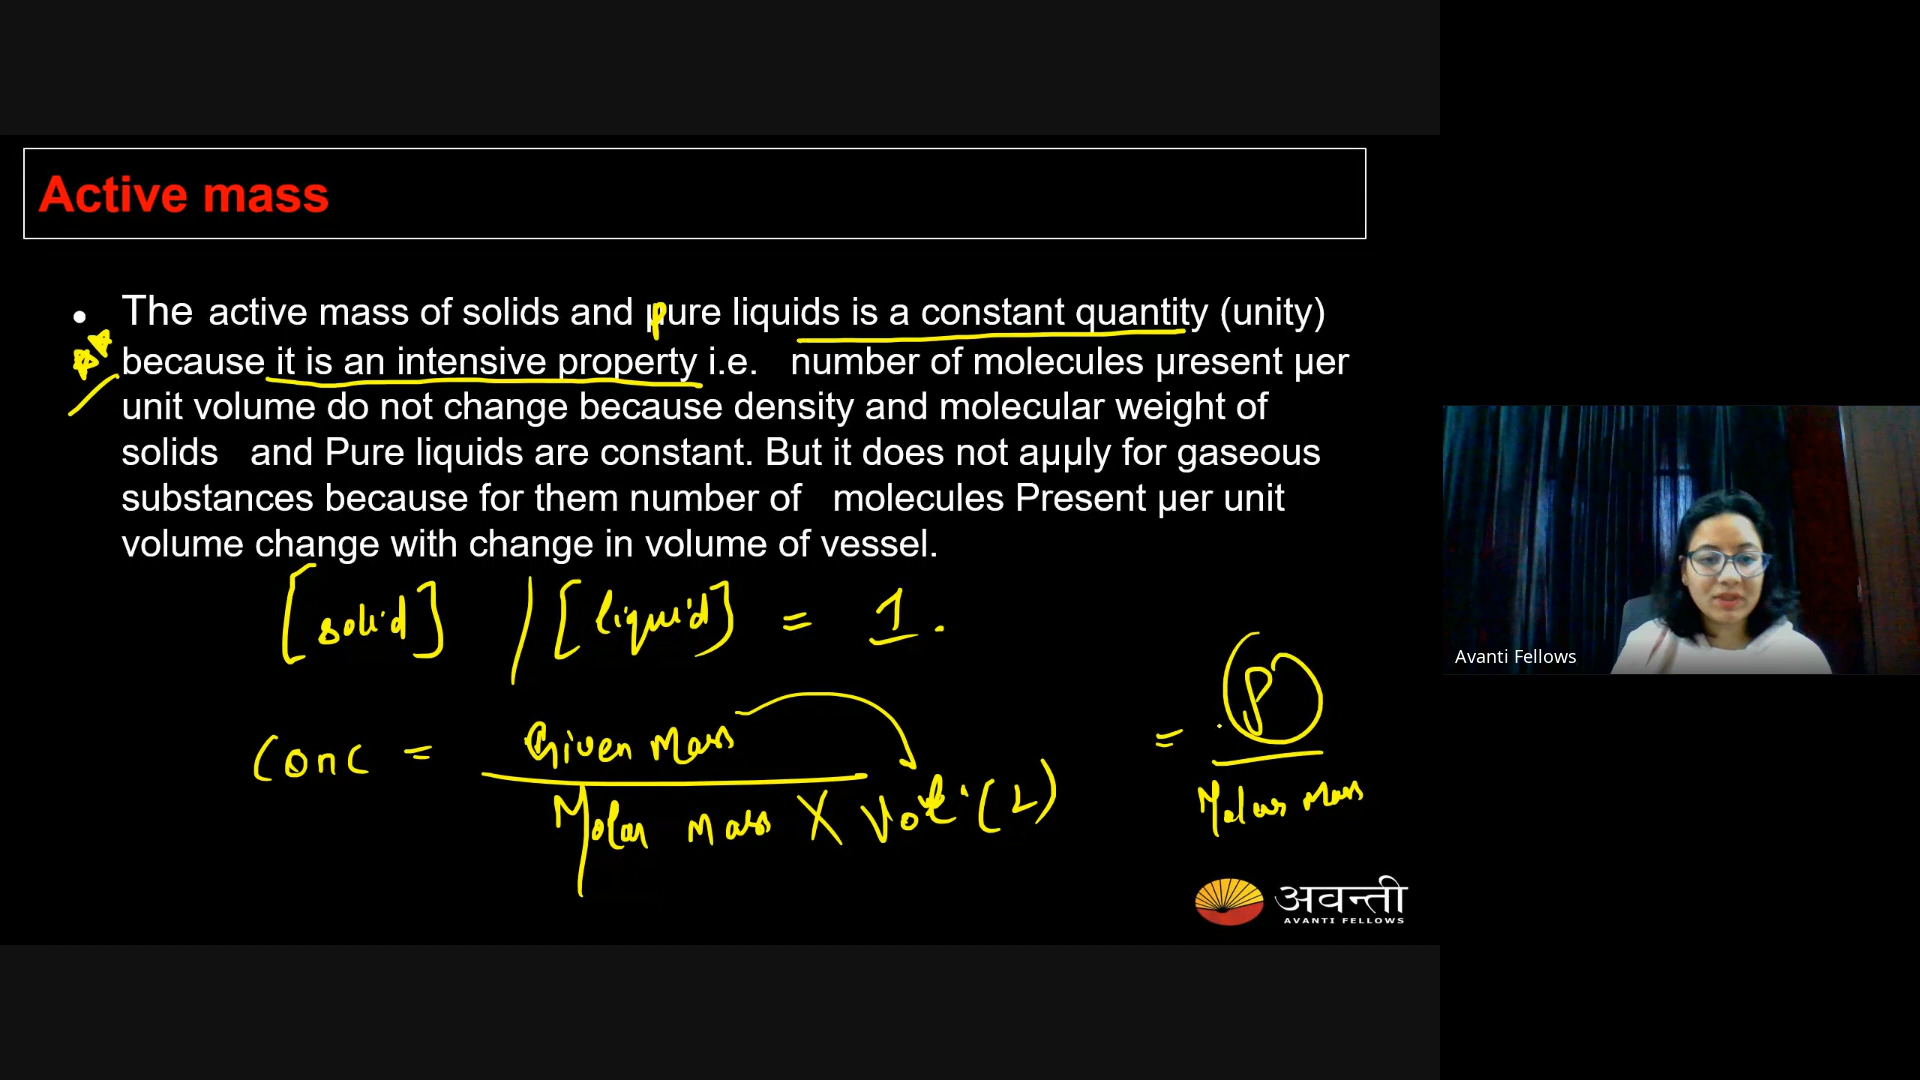 Active mass
• The active mass of solids and pure liquids is a constant quantity (unity)
because it is an intensive property i.e. number of molecules µresent µer
unit volume do not change because density and molecular weight of
solids and Pure liquids are constant. But it does not aµµly for gaseous
substances because for them number of molecules Present µer unit
volume change with change in volume of vessel.
[solid] / [liquid] = 1.
Conc = Given Mass / Molar mass X Vol. (L) = ρ / Molar Mass
Avanti Fellows
अवन्ती
AVANTI FELLOWS